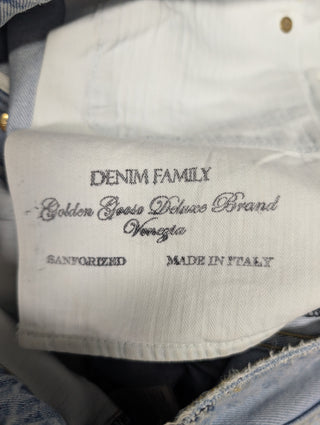 DENIM FAMILY
Golden Goose Deluxe Brand
Venezia
SANFORIZED MADE IN ITALY